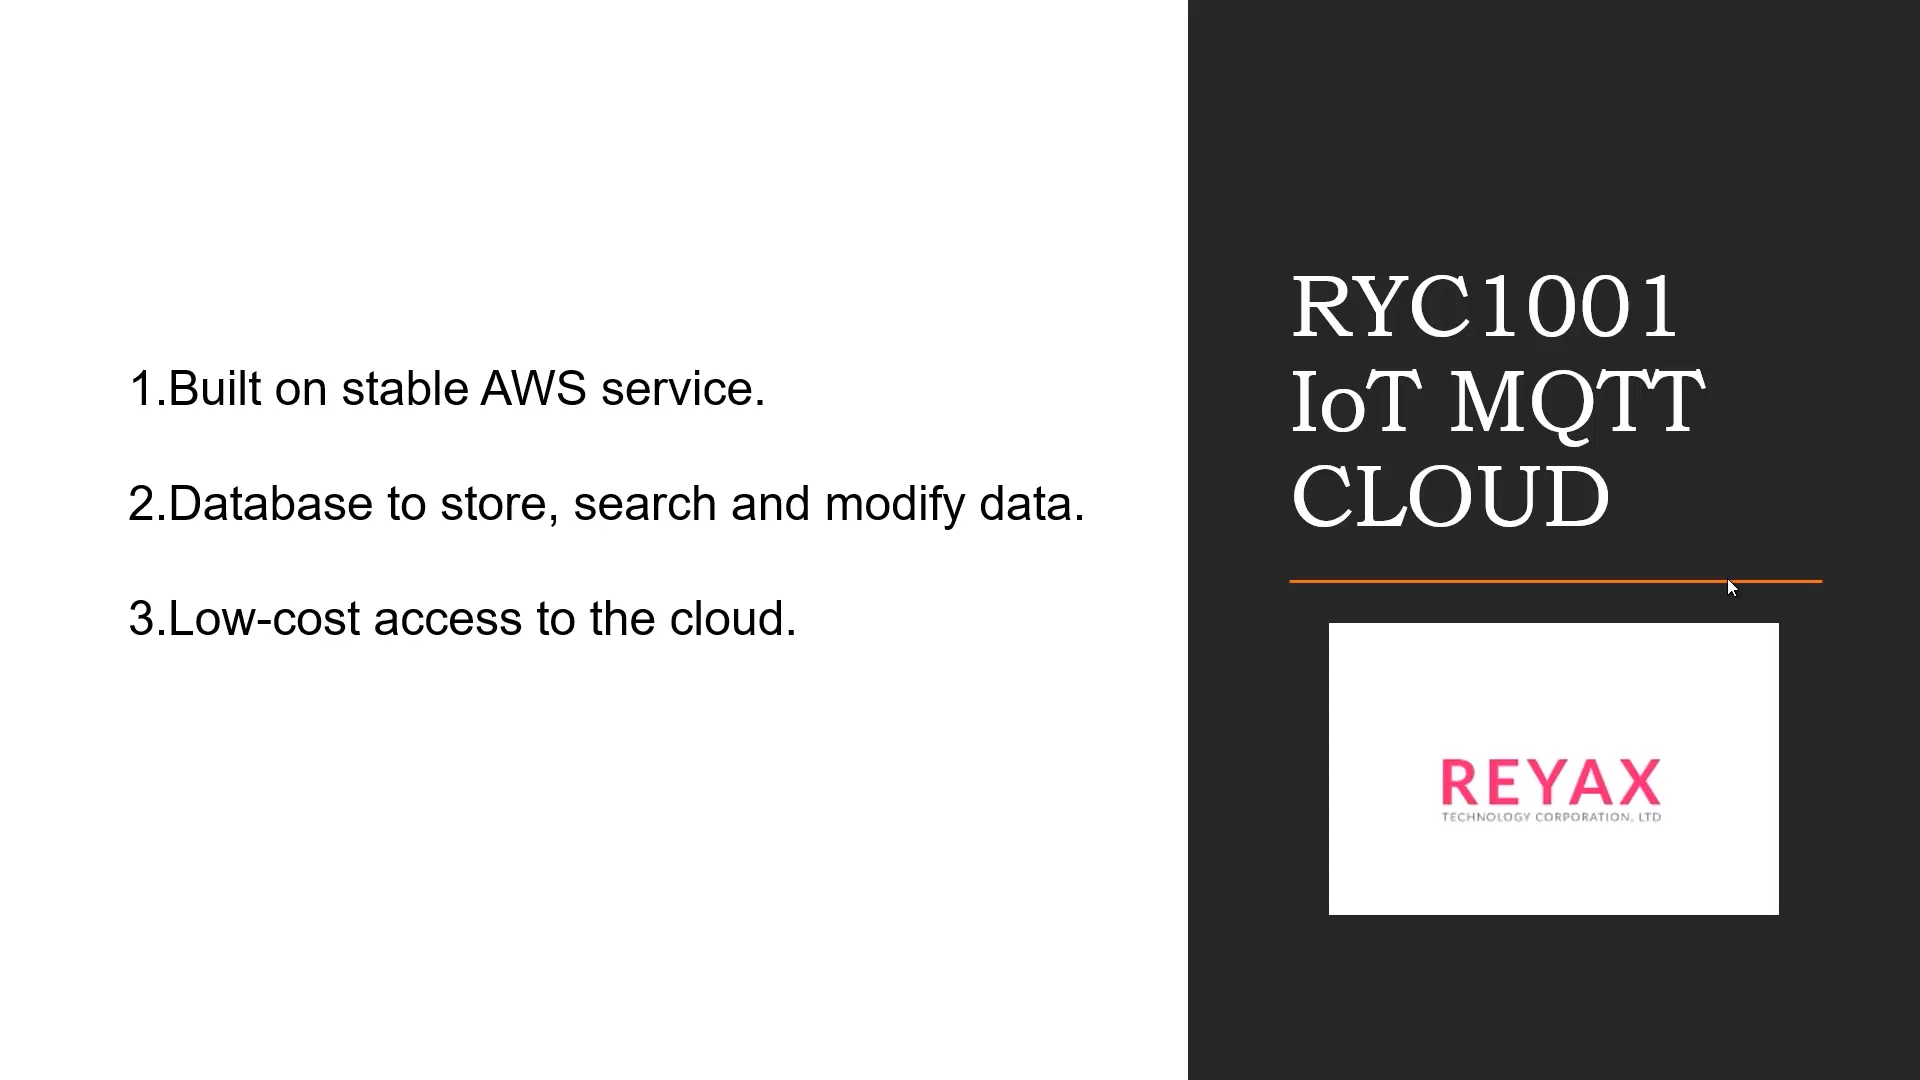 1.Built on stable AWS service.
2.Database to store, search and modify data.
3.Low-cost access to the cloud.
RYC1001
IoT MQTT
CLOUD
REYAX
TECHNOLOGY CORPORATION, LTD